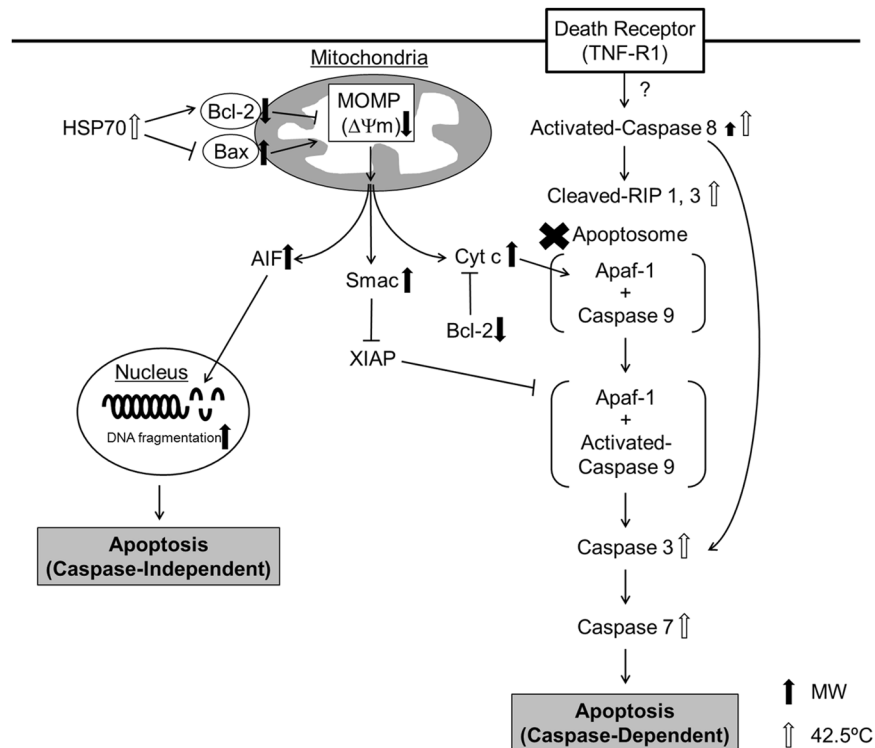 Death Receptor
(TNF-R1)
Mitochondria
?
MOMP
(ΔΨm)
Bcl-2
HSP70
Bax
Activated-Caspase 8
Cleaved-RIP 1, 3
Apoptosome
AIF
Smac
Cyt c
Apaf-1
+
Caspase 9
Bcl-2
XIAP
Nucleus
DNA fragmentation
Apaf-1
+
Activated-
Caspase 9
Apoptosis
(Caspase-Independent)
Caspase 3
Caspase 7
Apoptosis
(Caspase-Dependent)
MW
42.5ºC